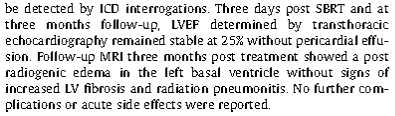 be detected by ICD interrogations. Three days post SBRT and at
three months follow-up, LVEF determined by transthoracic
echocardiography remained stable at 25% without pericardial effu-
sion. Follow-up MRI three months post treatment showed a post
radiogenic edema in the left basal ventricle without signs of
increased LV fibrosis and radiation pneumonitis. No further com-
plications or acute side effects were reported.